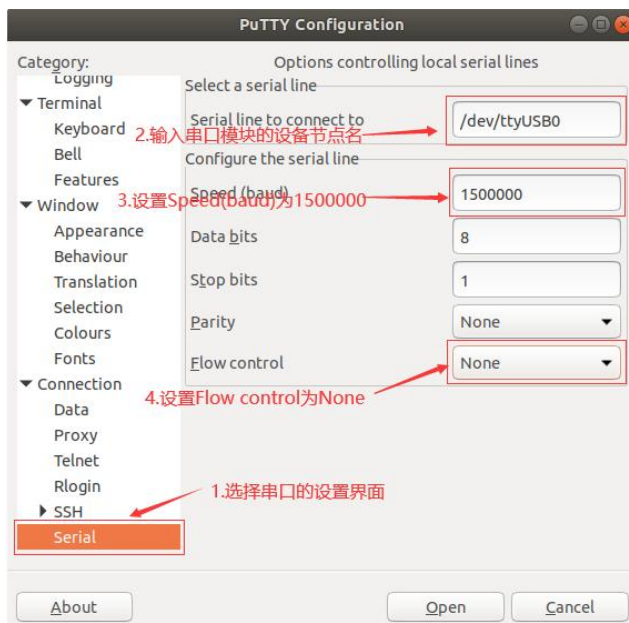 PuTTY Configuration
Category:
Options controlling local serial lines
Logging
Terminal
Keyboard
Bell
Features
Window
Appearance
Behaviour
Translation
Selection
Colours
Fonts
Connection
Data
Proxy
Telnet
Rlogin
SSH
Serial
Select a serial line
Serial line to connect to
/dev/ttyUSB0
2.输入串口模块的设备节点名
Configure the serial line
Speed (baud)
1500000
3.设置Speed(baud)为1500000
Data bits
8
Stop bits
1
Parity
None
Flow control
None
4.设置Flow control为None
1.选择串口的设置界面
About
Open
Cancel